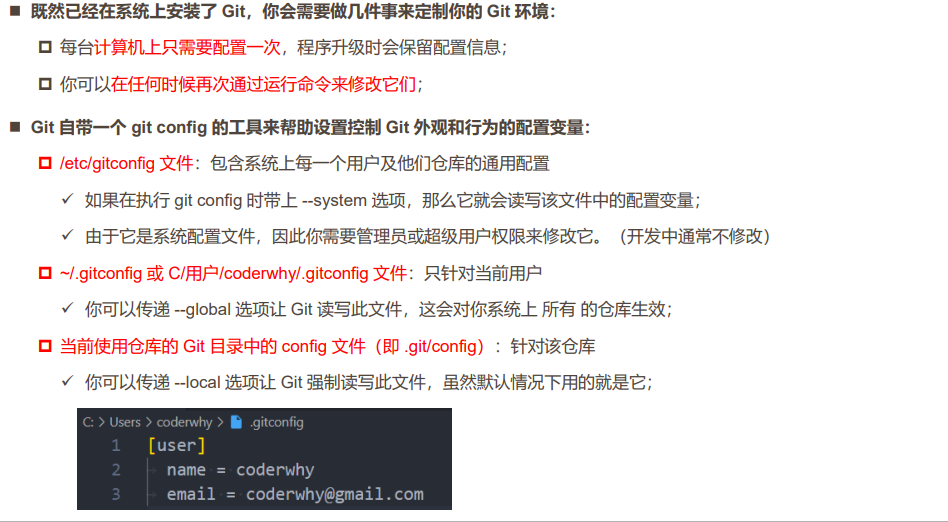 既然已经在系统上安装了 Git，你会需要做几件事来定制你的 Git 环境：
每台计算机上只需要配置一次，程序升级时会保留配置信息；
你可以在任何时候再次通过运行命令来修改它们；
Git 自带一个 git config 的工具来帮助设置控制 Git 外观和行为的配置变量：
/etc/gitconfig 文件：包含系统上每一个用户及他们仓库的通用配置
如果在执行 git config 时带上 --system 选项，那么它就会读写该文件中的配置变量；
由于它是系统配置文件，因此你需要管理员或超级用户权限来修改它。（开发中通常不修改）
~/.gitconfig 或 C/用户/coderwhy/.gitconfig 文件：只针对当前用户
你可以传递 --global 选项让 Git 读写此文件，这会对你系统上 所有 的仓库生效；
当前使用仓库的 Git 目录中的 config 文件（即 .git/config）：针对该仓库
你可以传递 --local 选项让 Git 强制读写此文件，虽然默认情况下用的就是它；
C: > Users > coderwhy > .gitconfig
1 [user]
2 name = coderwhy
3 email = coderwhy@gmail.com